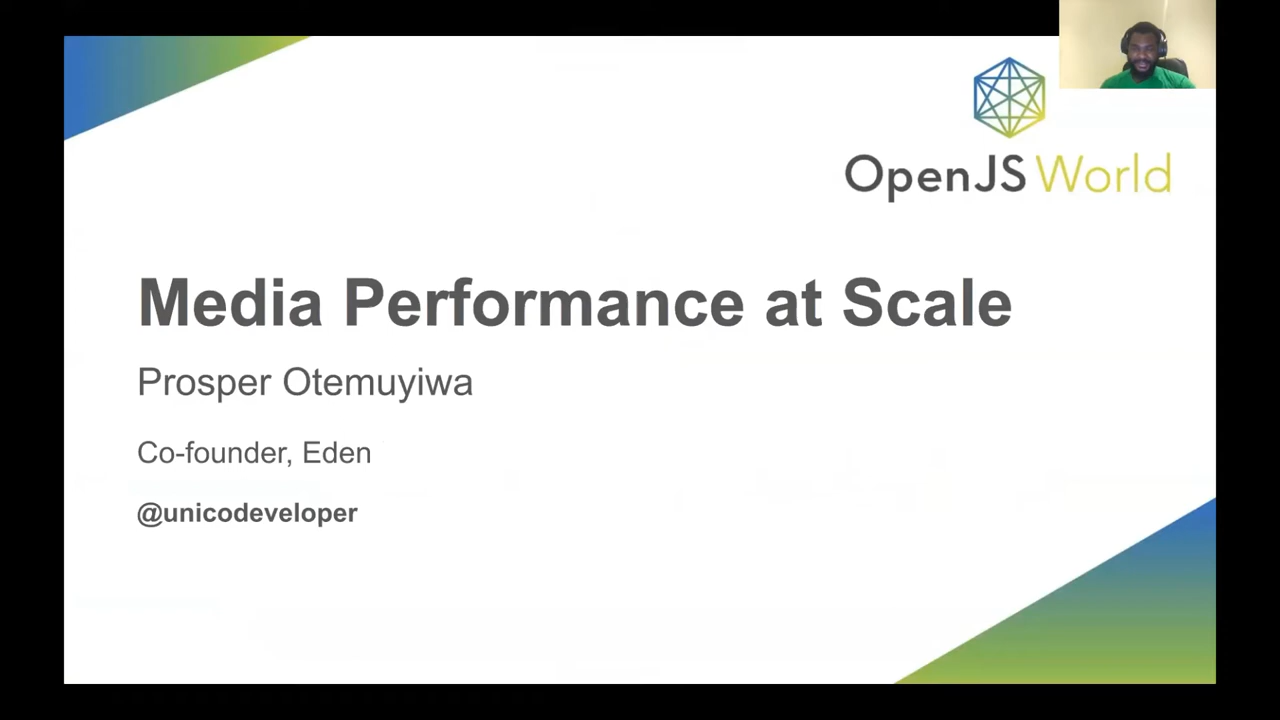 OpenJS World
Media Performance at Scale
Prosper Otemuyiwa
Co-founder, Eden
@unicodeveloper